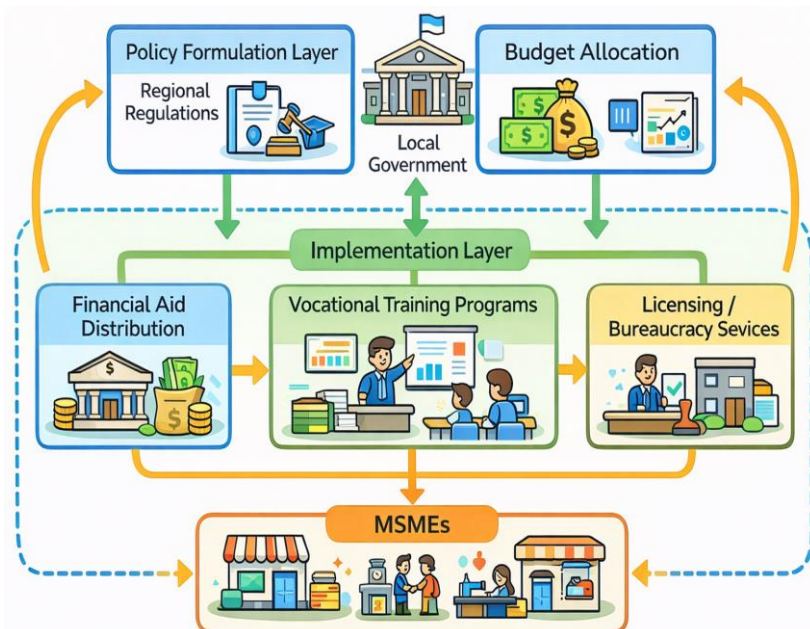 Policy Formulation Layer
Regional
Regulations
Local
Government
Budget Allocation
$
$
$
Implementation Layer
Financial Aid
Distribution
$
$
Vocational Training Programs
Licensing /
Bureaucracy Sevices
MSMEs